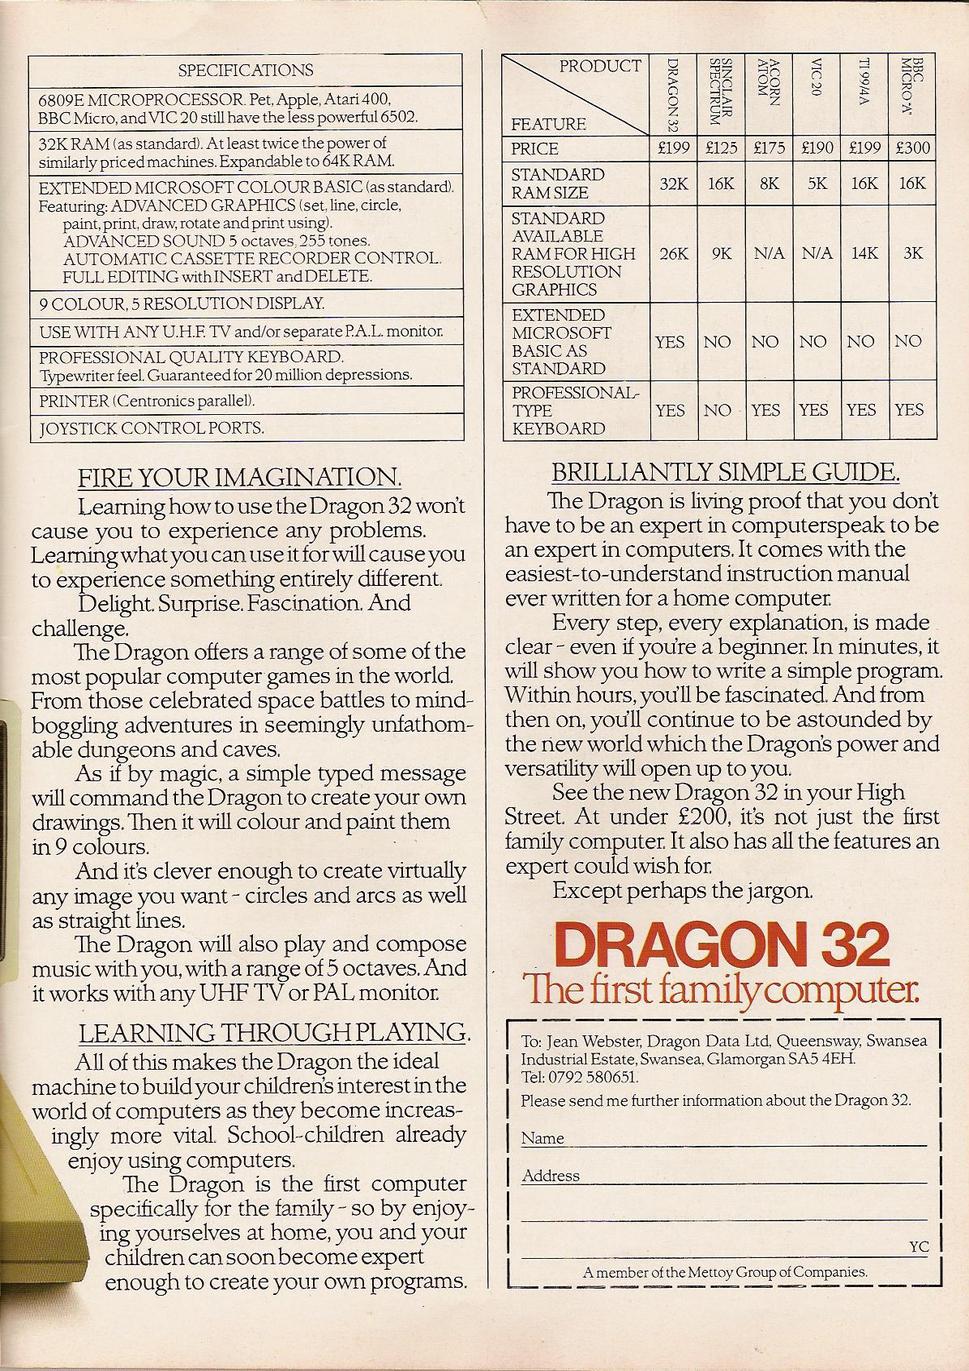 SPECIFICATIONS
6809E MICROPROCESSOR. Pet, Apple, Atari 400,
BBC Micro, and VIC 20 still have the less powerful 6502.
32K RAM (as standard). At least twice the power of
similarly priced machines. Expandable to 64K RAM.
EXTENDED MICROSOFT COLOUR BASIC (as standard).
Featuring: ADVANCED GRAPHICS (set, line, circle,
paint, print, draw, rotate and print using).
ADVANCED SOUND 5 octaves, 255 tones.
AUTOMATIC CASSETTE RECORDER CONTROL.
FULL EDITING with INSERT and DELETE.
9 COLOUR, 5 RESOLUTION DISPLAY.
USE WITH ANY U.H.F. TV and/or separate P.A.L. monitor.
PROFESSIONAL QUALITY KEYBOARD.
Typewriter feel. Guaranteed for 20 million depressions.
PRINTER (Centronics parallel).
JOYSTICK CONTROL PORTS.
FIRE YOUR IMAGINATION.
Learning how to use the Dragon 32 won't
cause you to experience any problems.
Learning what you can use it for will cause you
to experience something entirely different.
Delight. Surprise. Fascination. And
challenge.
The Dragon offers a range of some of the
most popular computer games in the world.
From those celebrated space battles to mind-
boggling adventures in seemingly unfathom-
able dungeons and caves.
As if by magic, a simple typed message
will command the Dragon to create your own
drawings. Then it will colour and paint them
in 9 colours.
And it's clever enough to create virtually
any image you want - circles and arcs as well
as straight lines.
The Dragon will also play and compose
music with you, with a range of 5 octaves. And
it works with any UHF TV or PAL monitor.
LEARNING THROUGH PLAYING.
All of this makes the Dragon the ideal
machine to build your children's interest in the
world of computers as they become increas-
ingly more vital. School-children already
enjoy using computers.
The Dragon is the first computer
specifically for the family - so by enjoy-
ing yourselves at home, you and your
children can soon become expert
enough to create your own programs.
PRODUCT FEATURE DRAGON 32 SINCLAIR SPECTRUM ACORN ATOM VIC 20 TI 99/4A BBC MICRO 'A'
PRICE £199 £125 £175 £190 £199 £300
STANDARD
RAM SIZE 32K 16K 8K 5K 16K 16K
STANDARD
AVAILABLE
RAM FOR HIGH 26K 9K N/A N/A 14K 3K
RESOLUTION
GRAPHICS
EXTENDED
MICROSOFT
BASIC AS YES NO NO NO NO NO
STANDARD
PROFESSIONAL-
TYPE YES NO YES YES YES YES
KEYBOARD
BRILLIANTLY SIMPLE GUIDE.
The Dragon is living proof that you don't
have to be an expert in computerspeak to be
an expert in computers. It comes with the
easiest-to-understand instruction manual
ever written for a home computer.
Every step, every explanation, is made
clear - even if you're a beginner. In minutes, it
will show you how to write a simple program.
Within hours, you'll be fascinated. And from
then on, you'll continue to be astounded by
the new world which the Dragon's power and
versatility will open up to you.
See the new Dragon 32 in your High
Street. At under £200, it's not just the first
family computer. It also has all the features an
expert could wish for.
Except perhaps the jargon.
DRAGON 32
The first family computer.
To: Jean Webster, Dragon Data Ltd, Queensway, Swansea
Industrial Estate, Swansea, Glamorgan SA5 4EH.
Tel: 0792 580651.
Please send me further information about the Dragon 32.
Name
Address
YC
A member of the Mettoy Group of Companies.